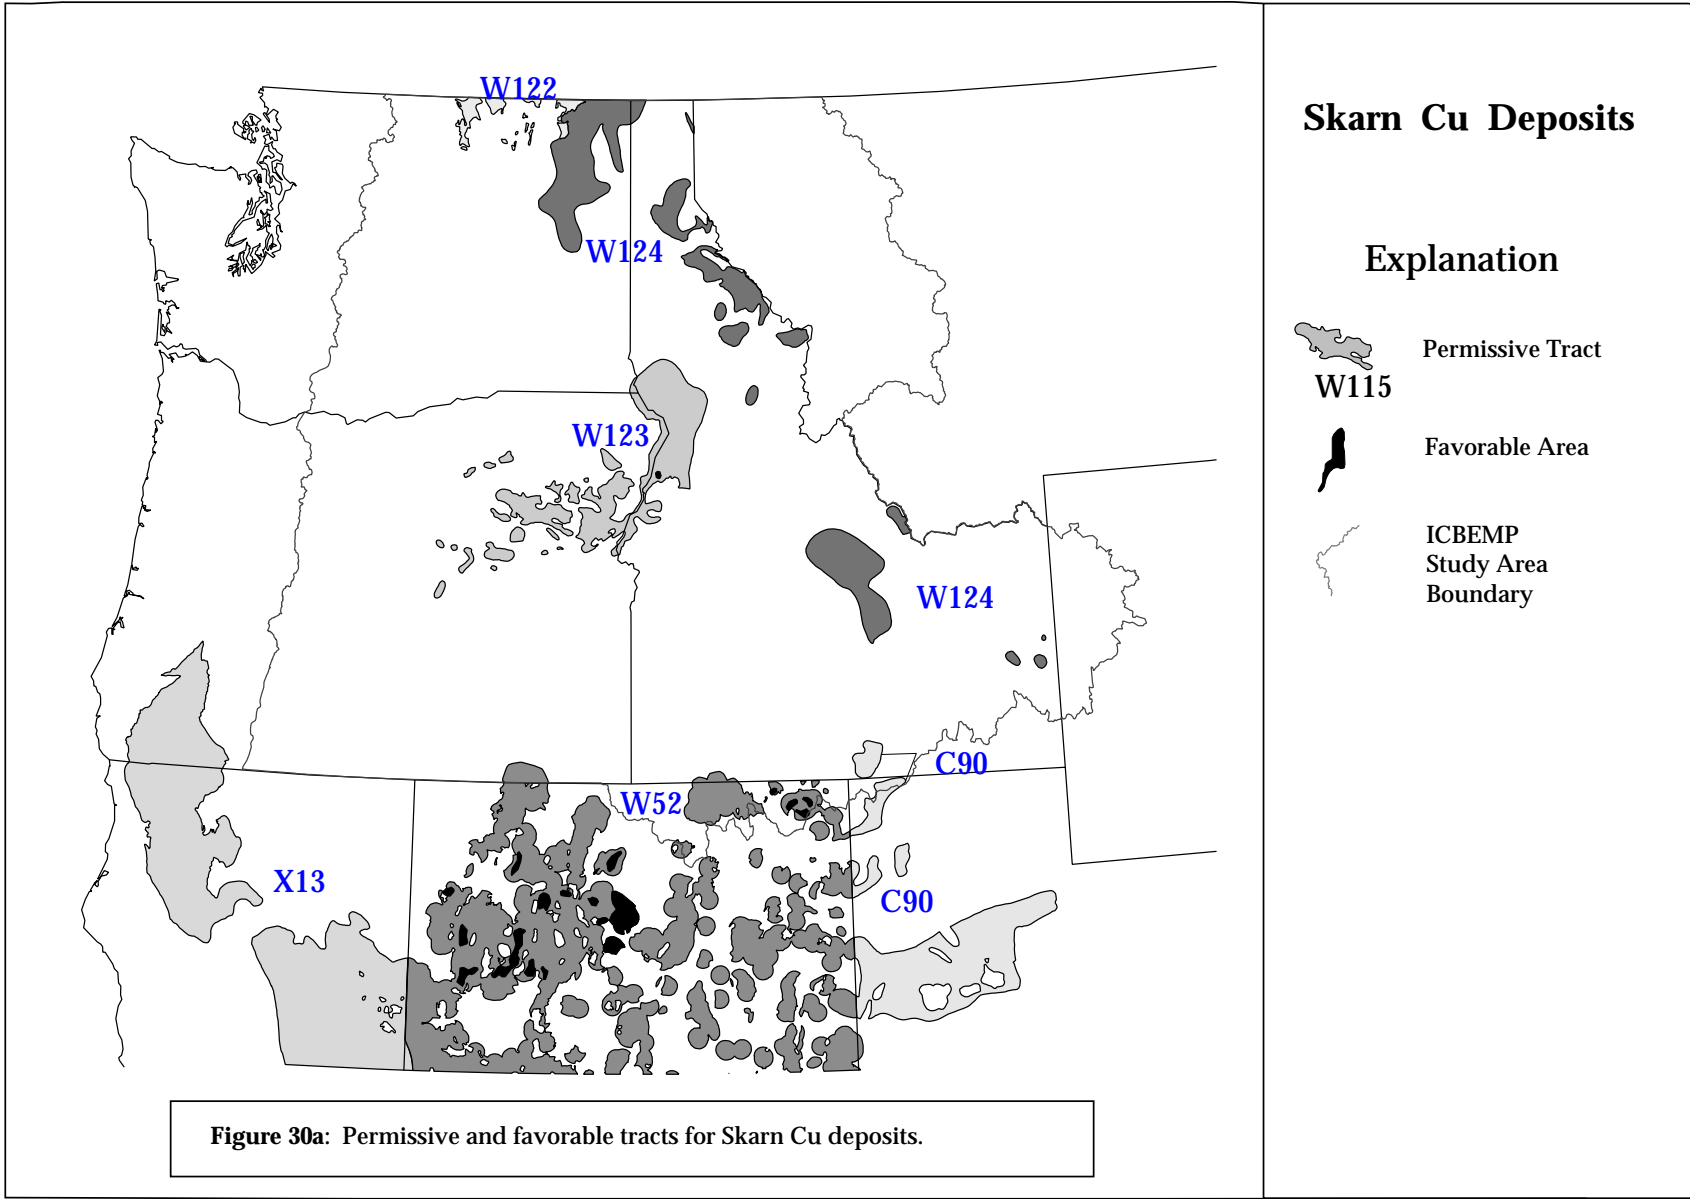 W122
W124
W123
W124
C90
W52
X13
C90
Skarn Cu Deposits
Explanation
Permissive Tract
W115
Favorable Area
ICBEMP
Study Area
Boundary
Figure 30a: Permissive and favorable tracts for Skarn Cu deposits.